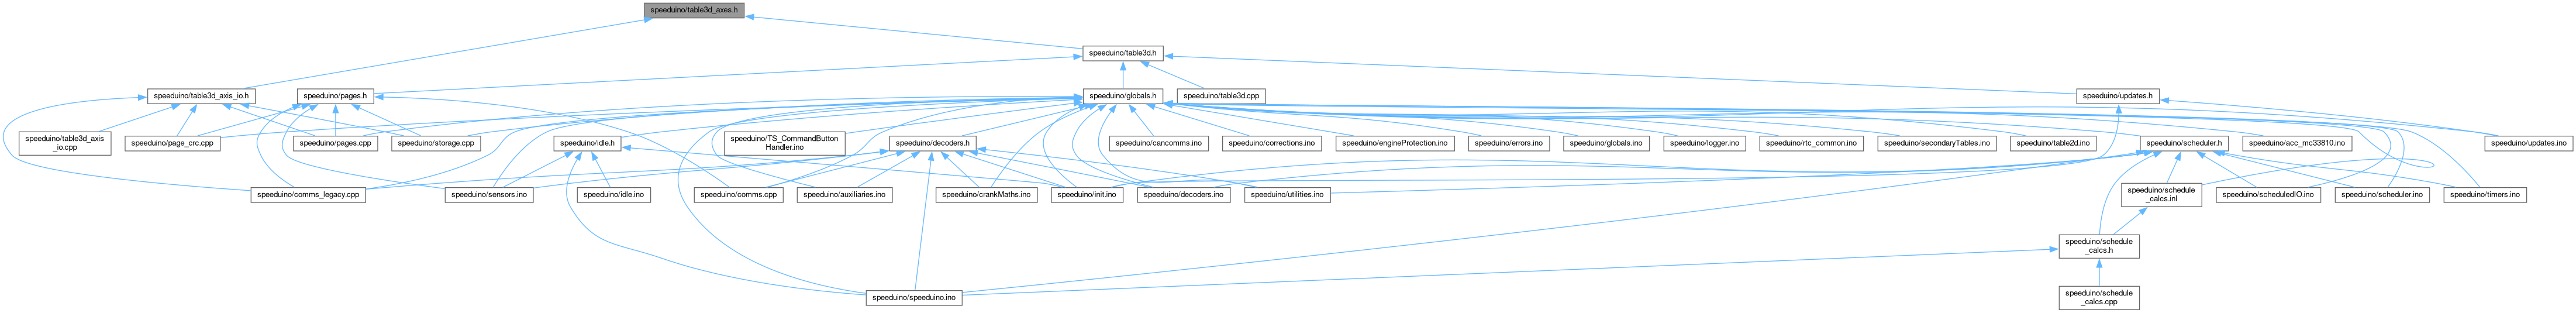 speeduino/table3d_axes.h
speeduino/table3d.h
speeduino/table3d_axis_io.h
speeduino/pages.h
speeduino/globals.h
speeduino/table3d.cpp
speeduino/updates.h
speeduino/table3d_axis
_io.cpp
speeduino/page_crc.cpp
speeduino/pages.cpp
speeduino/storage.cpp
speeduino/idle.h
speeduino/TS_CommandButton
Handler.ino
speeduino/decoders.h
speeduino/cancomms.ino
speeduino/corrections.ino
speeduino/engineProtection.ino
speeduino/errors.ino
speeduino/globals.ino
speeduino/logger.ino
speeduino/rtc_common.ino
speeduino/secondaryTables.ino
speeduino/table2d.ino
speeduino/scheduler.h
speeduino/acc_mc33810.ino
speeduino/updates.ino
speeduino/comms_legacy.cpp
speeduino/sensors.ino
speeduino/idle.ino
speeduino/comms.cpp
speeduino/auxiliaries.ino
speeduino/crankMaths.ino
speeduino/init.ino
speeduino/decoders.ino
speeduino/utilities.ino
speeduino/schedule
_calcs.inl
speeduino/scheduledIO.ino
speeduino/scheduler.ino
speeduino/timers.ino
speeduino/schedule
_calcs.h
speeduino/speeduino.ino
speeduino/schedule
_calcs.cpp